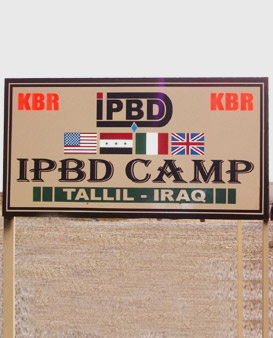 KBR IPBD KBR
IPBD CAMP
TALLIL - IRAQ